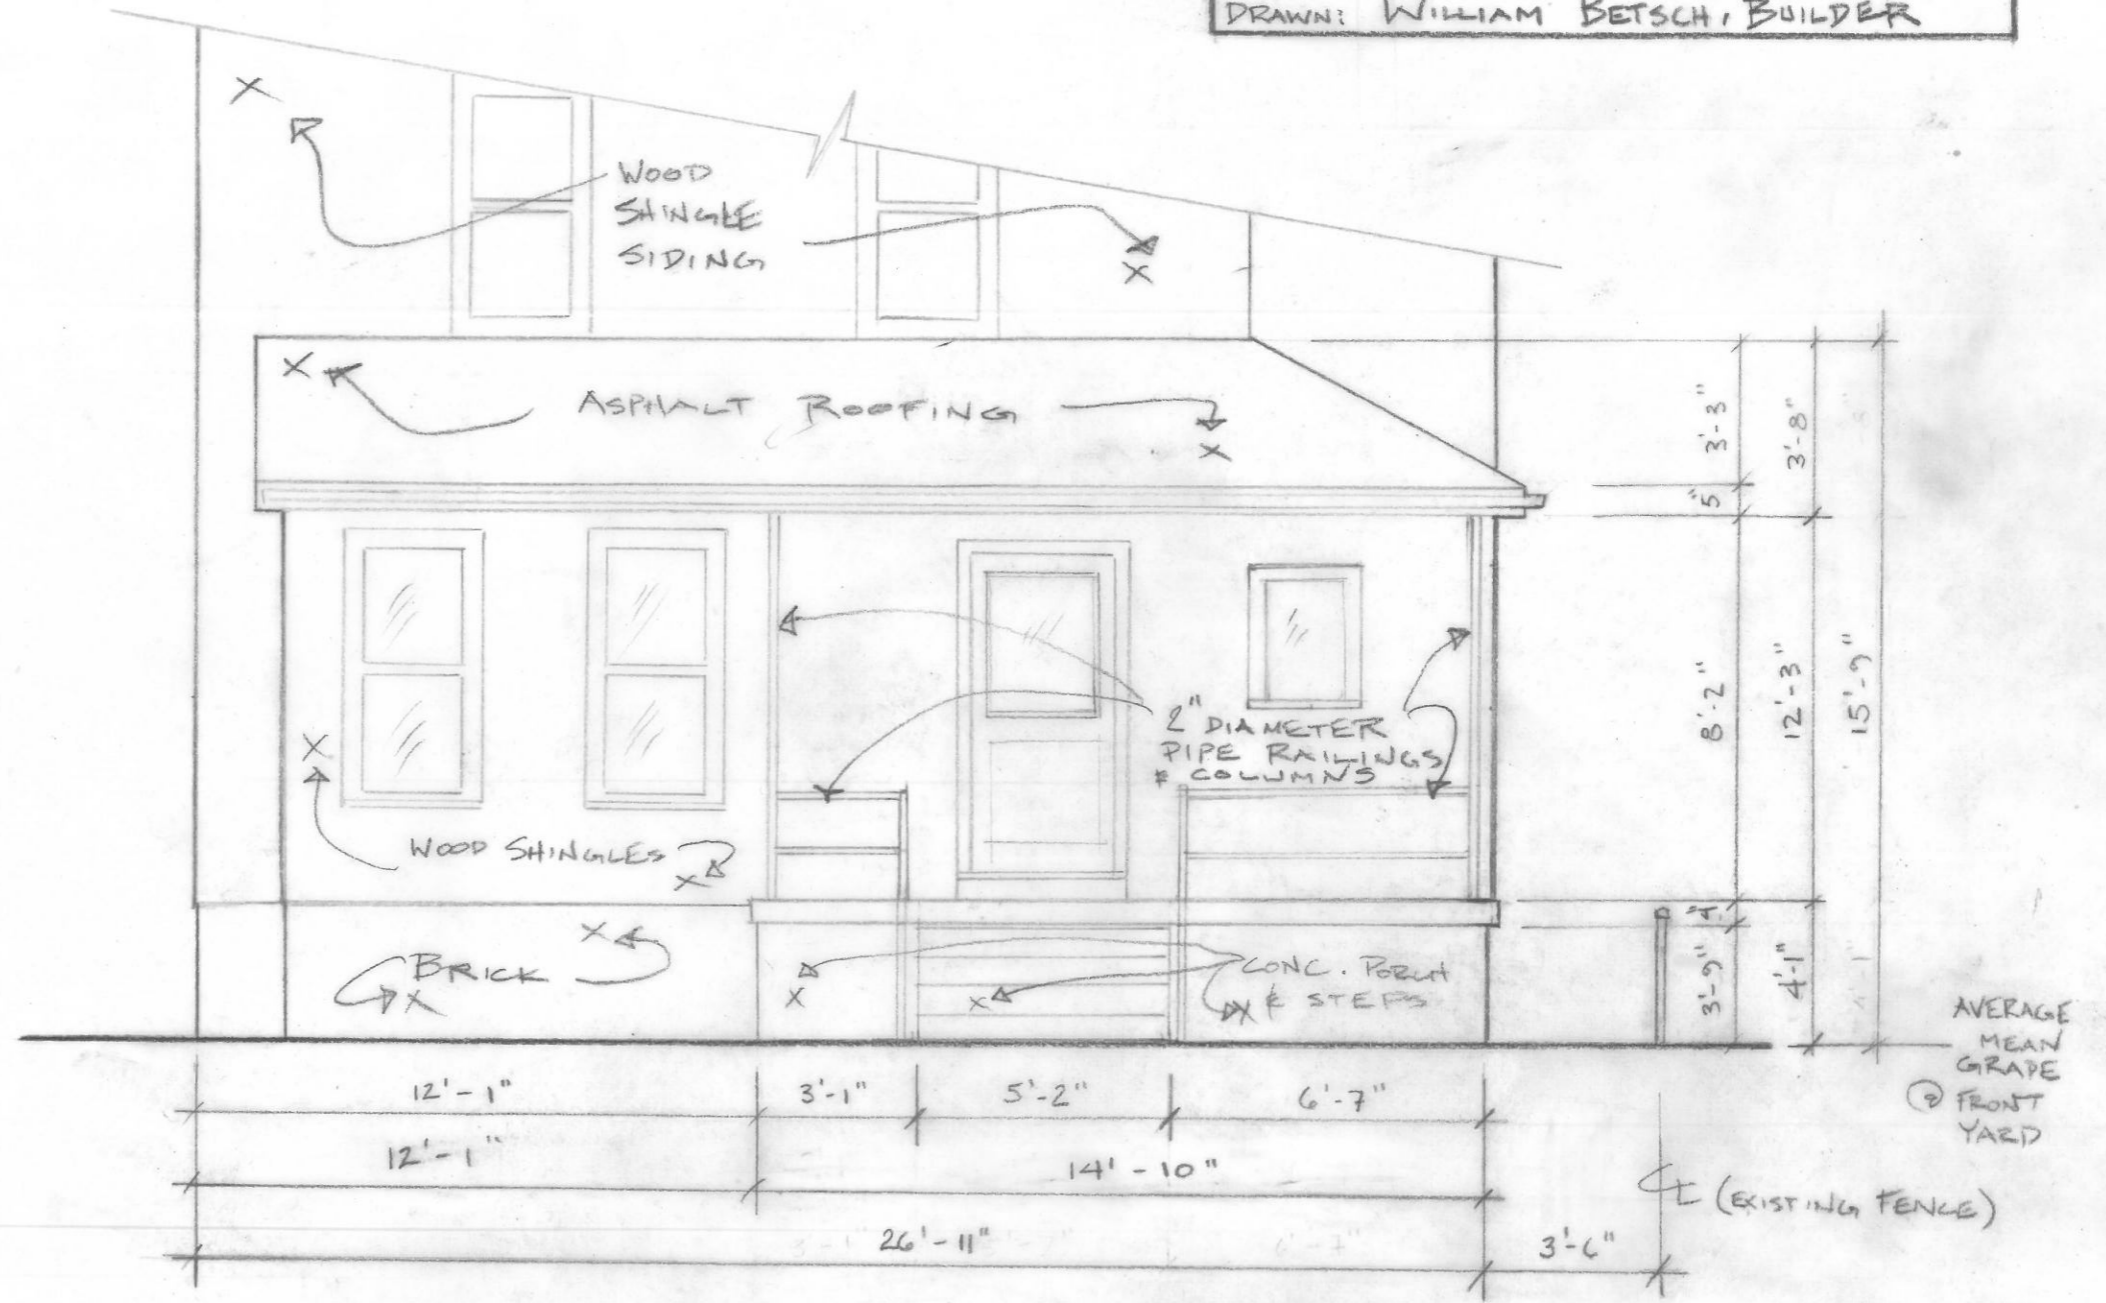 DRAWN: WILLIAM BETSCH, BUILDER
WOOD
SHINGLE
SIDING
ASPHALT ROOFING
3'-3"
3'-8"
5"
2" DIAMETER
PIPE RAILINGS
& COLUMNS
8'-2"
12'-3"
15'-9"
WOOD SHINGLES
BRICK
CONC. PORCH
& STEPS
3'-9"
4'-1"
AVERAGE
MEAN
GRAPE
@ FRONT
YARD
12'-1"
3'-1"
5'-2"
6'-7"
12'-1"
14'-10"
℄ (EXISTING FENCE)
26'-11"
3'-6"